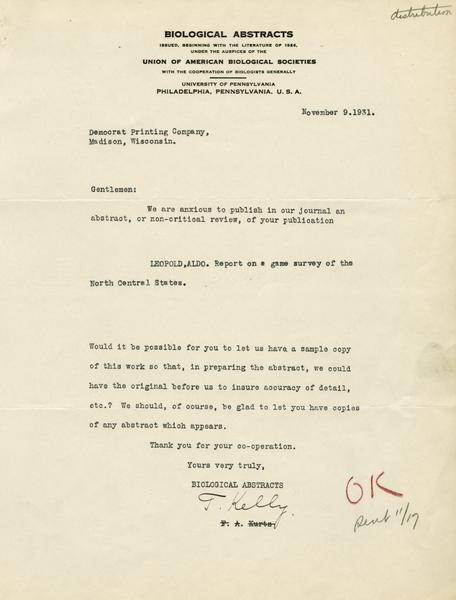 distribution
BIOLOGICAL ABSTRACTS
ISSUED, BEGINNING WITH THE LITERATURE OF 1926,
UNDER THE AUSPICES OF THE
UNION OF AMERICAN BIOLOGICAL SOCIETIES
WITH THE COOPERATION OF BIOLOGISTS GENERALLY
UNIVERSITY OF PENNSYLVANIA
PHILADELPHIA, PENNSYLVANIA, U. S. A.
November 9.1931.
Democrat Printing Company,
Madison, Wisconsin.
Gentlemen:
We are anxious to publish in our journal an
abstract, or non-critical review, of your publication
LEOPOLD,ALDO. Report on a game survey of the
North Central States.
Would it be possible for you to let us have a sample copy
of this work so that, in preparing the abstract, we could
have the original before us to insure accuracy of detail,
etc.? We should, of course, be glad to let you have copies
of any abstract which appears.
Thank you for your co-operation.
Yours very truly,
BIOLOGICAL ABSTRACTS
T. Kelly
F. A. Kurtz
OK
Sent 11/17